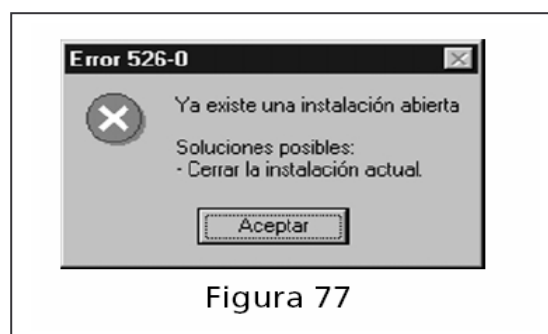 Error 526-0
Ya existe una instalación abierta
Soluciones posibles:
- Cerrar la instalación actual.
Aceptar
Figura 77